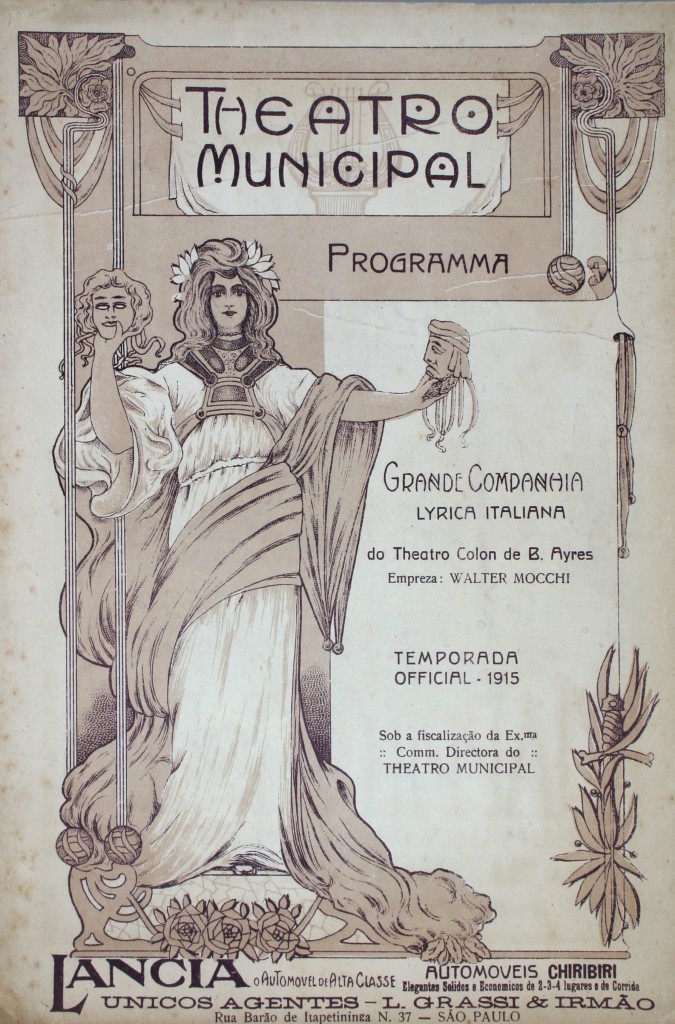 THEATRO
MUNICIPAL
PROGRAMMA
GRANDE COMPANHIA
LYRICA ITALIANA
do Theatro Colon de B. Ayres
Empreza: WALTER MOCCHI
TEMPORADA
OFFICIAL - 1915
Sob a fiscalização da Ex.ma
:: Comm. Directora do ::
THEATRO MUNICIPAL
LANCIA O AUTOMOVEL DE ALTA CLASSE
AUTOMOVEIS CHIRIBIRI
Elegantes Solidos e Economicos de 2-3-4 lugares e de Corrida
UNICOS AGENTES - L. GRASSI & IRMÃO
Rua Barão de Itapetininga N. 37 — SÃO PAULO